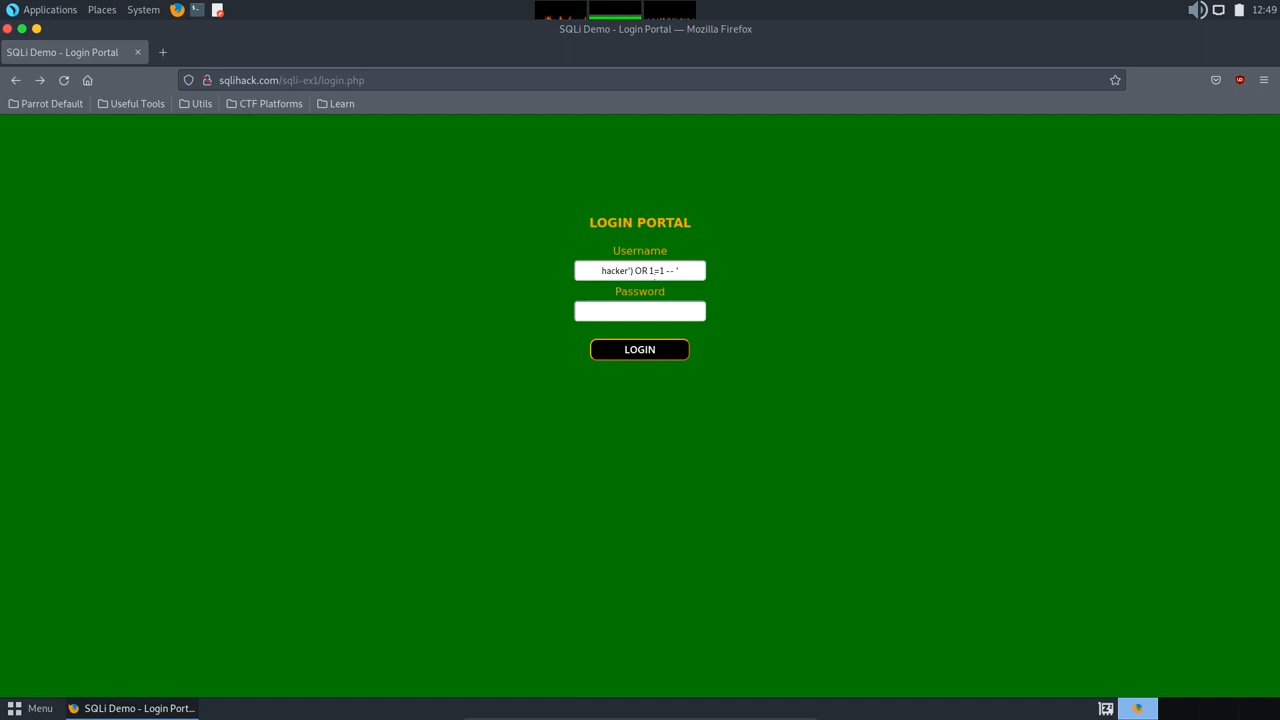 Applications Places System 12:49
SQLi Demo - Login Portal — Mozilla Firefox
SQLi Demo - Login Portal
sqlihack.com/sqli-ex1/login.php
Parrot Default Useful Tools Utils CTF Platforms Learn
LOGIN PORTAL
Username
hacker') OR 1=1 -- '
Password
LOGIN
Menu SQLi Demo - Login Port...